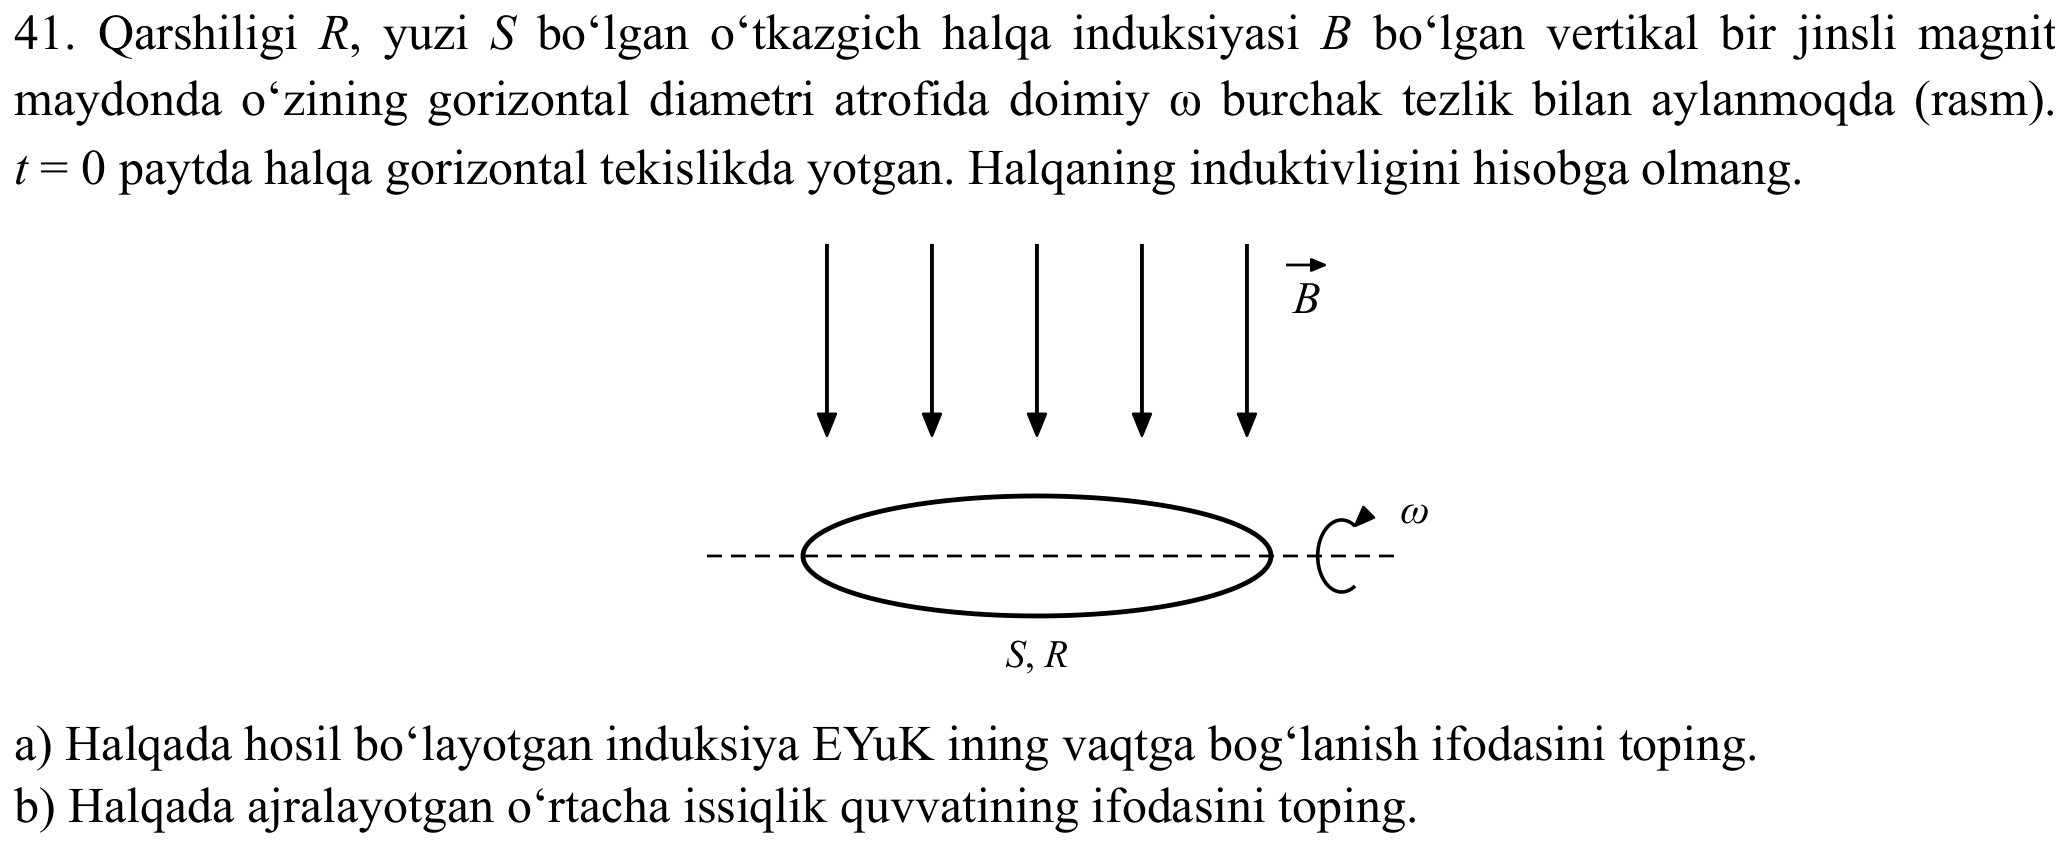 41. Qarshiligi R, yuzi S bo‘lgan o‘tkazgich halqa induksiyasi B bo‘lgan vertikal bir jinsli magnit
maydonda o‘zining gorizontal diametri atrofida doimiy ω burchak tezlik bilan aylanmoqda (rasm).
t = 0 paytda halqa gorizontal tekislikda yotgan. Halqaning induktivligini hisobga olmang.
B
ω
S, R
a) Halqada hosil bo‘layotgan induksiya EYuK ining vaqtga bog‘lanish ifodasini toping.
b) Halqada ajralayotgan o‘rtacha issiqlik quvvatining ifodasini toping.